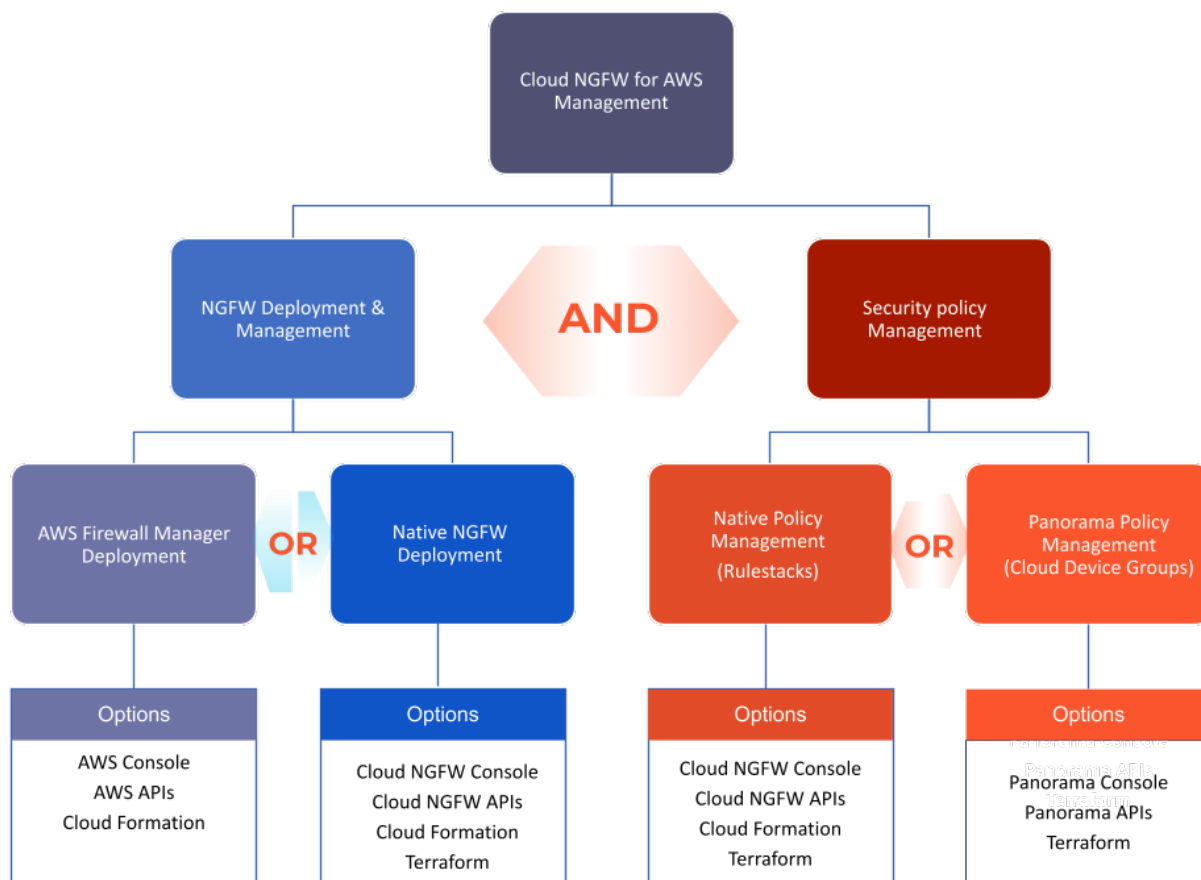 Cloud NGFW for AWS
Management
NGFW Deployment &
Management
AND
Security policy
Management
AWS Firewall Manager
Deployment
OR
Native NGFW
Deployment
Native Policy
Management
(Rulestacks)
OR
Panorama Policy
Management
(Cloud Device Groups)
Options
AWS Console
AWS APIs
Cloud Formation
Options
Cloud NGFW Console
Cloud NGFW APIs
Cloud Formation
Terraform
Options
Cloud NGFW Console
Cloud NGFW APIs
Cloud Formation
Terraform
Options
Panorama APIs
Panorama Console
Terraform
Panorama APIs
Terraform